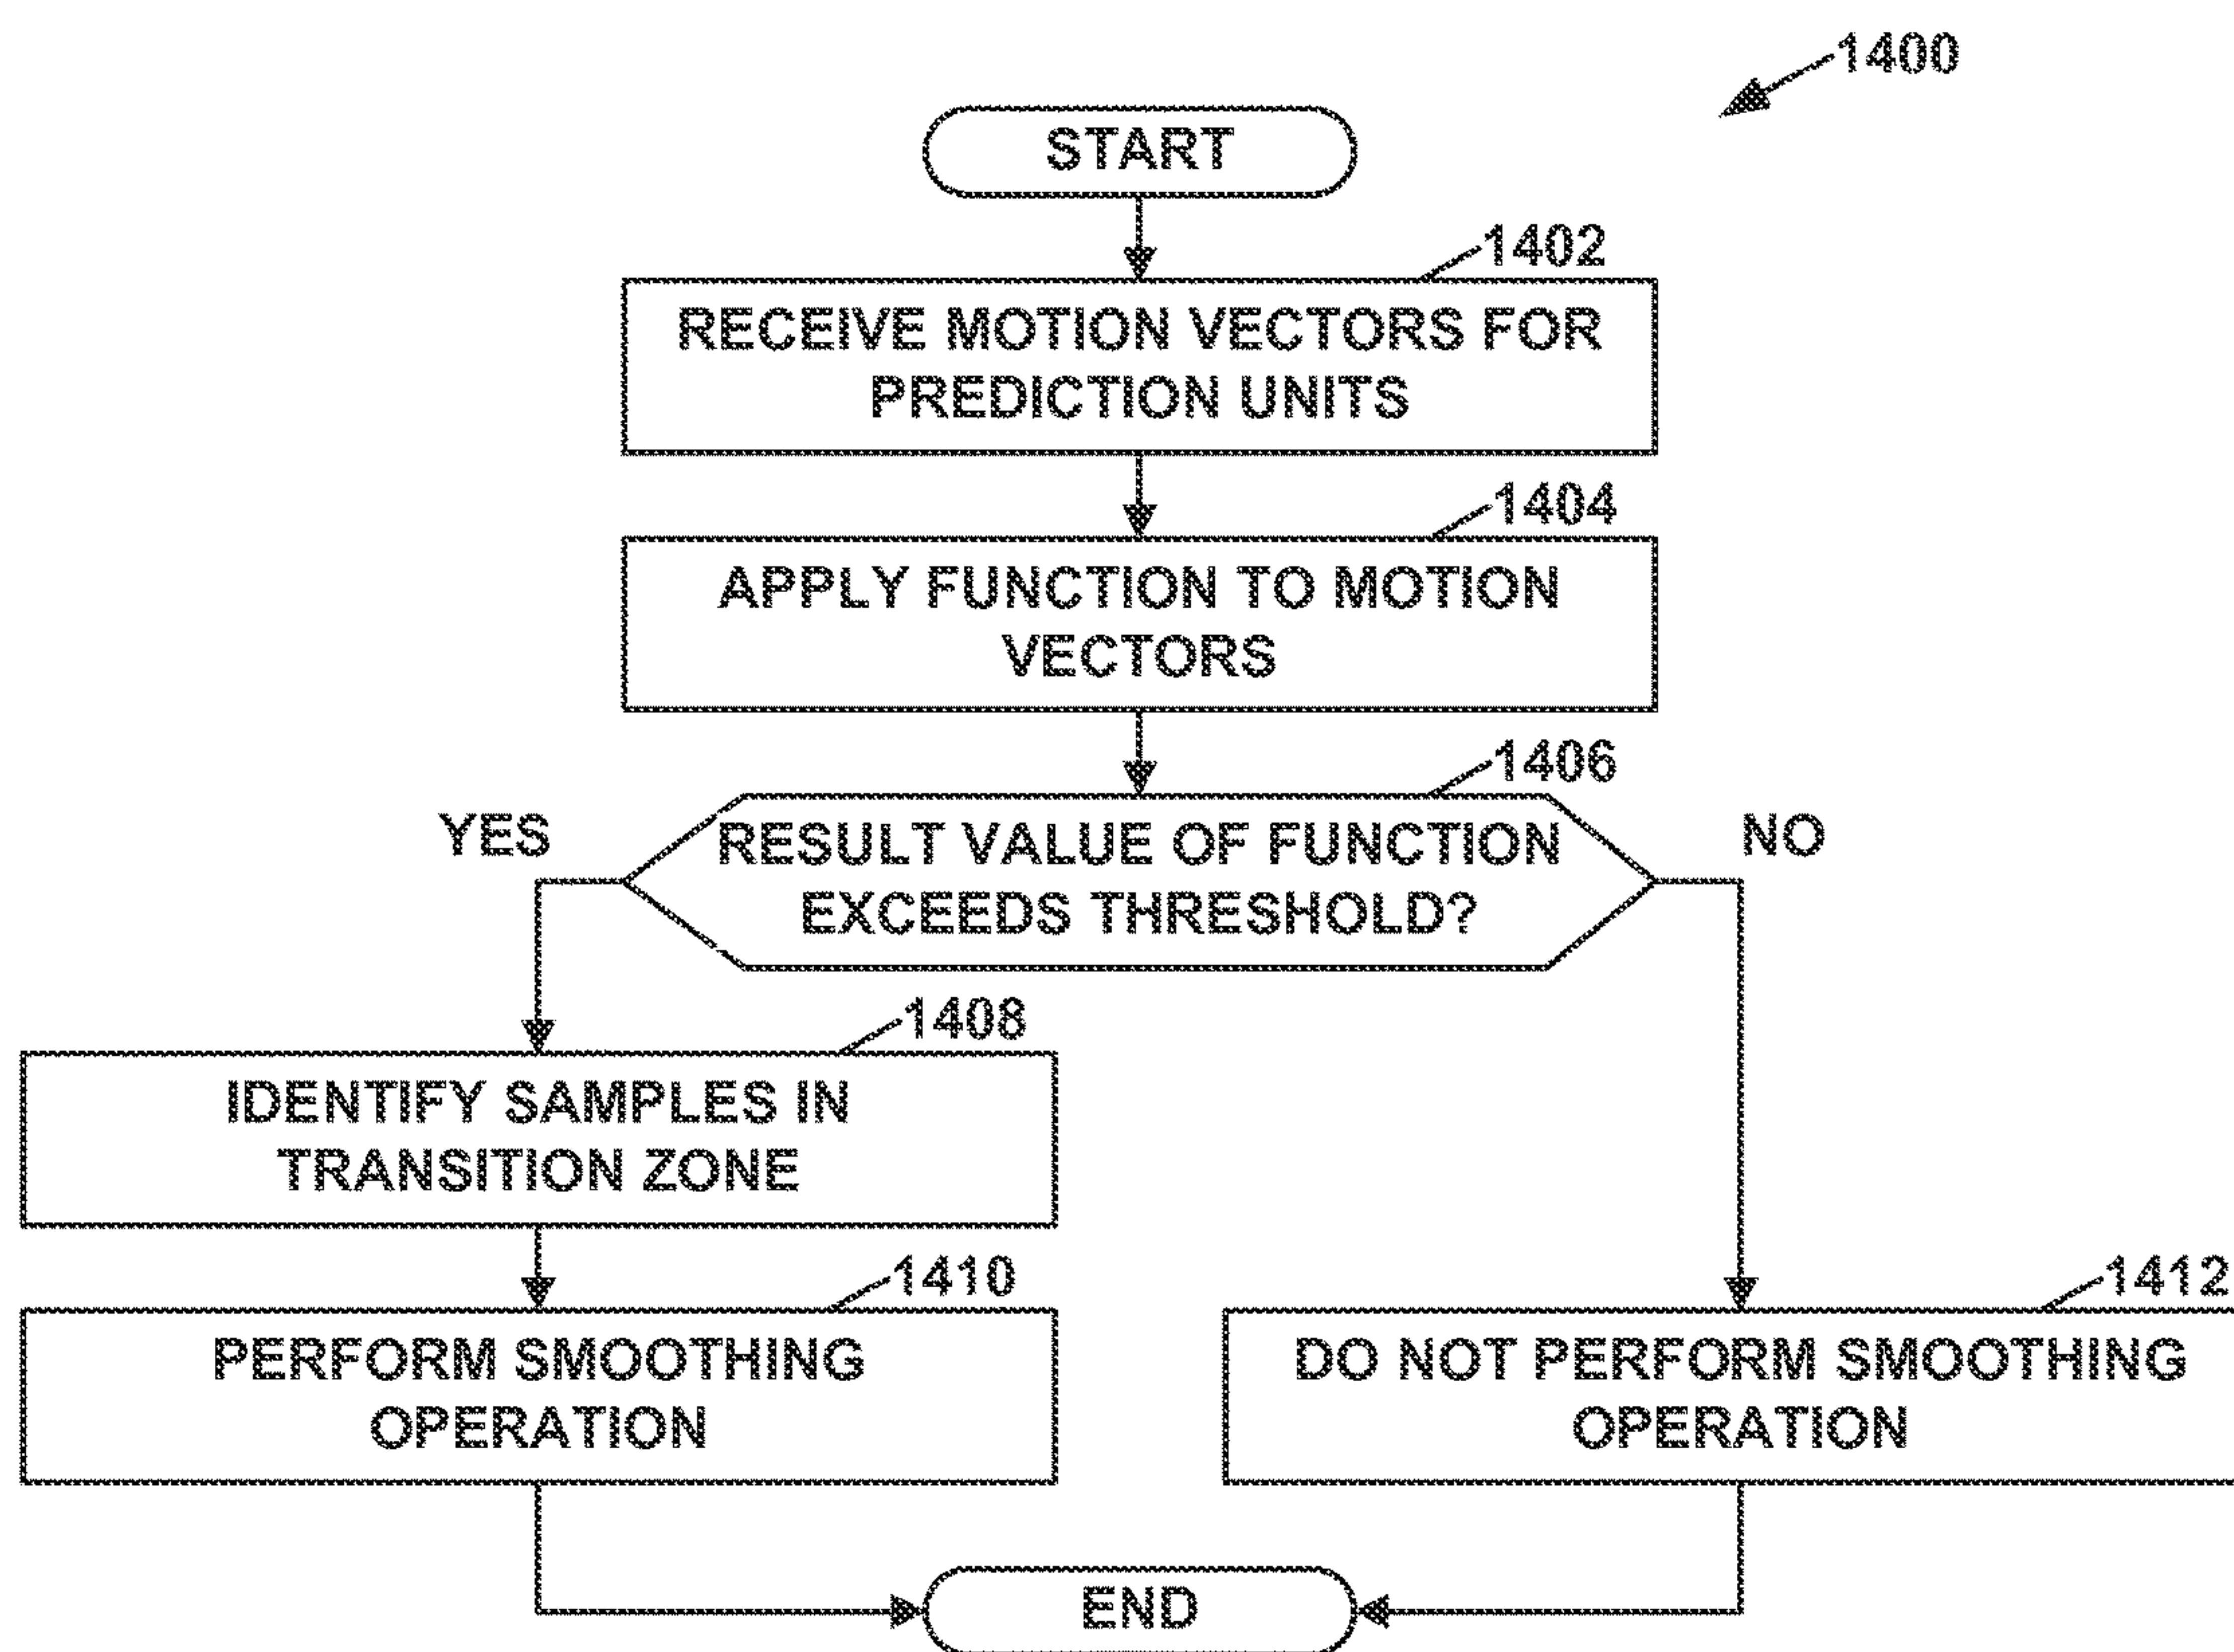 1400
START
1402
RECEIVE MOTION VECTORS FOR
PREDICTION UNITS
1404
APPLY FUNCTION TO MOTION
VECTORS
1406
YES
RESULT VALUE OF FUNCTION
EXCEEDS THRESHOLD?
NO
1408
IDENTIFY SAMPLES IN
TRANSITION ZONE
1410
PERFORM SMOOTHING
OPERATION
1412
DO NOT PERFORM SMOOTHING
OPERATION
END